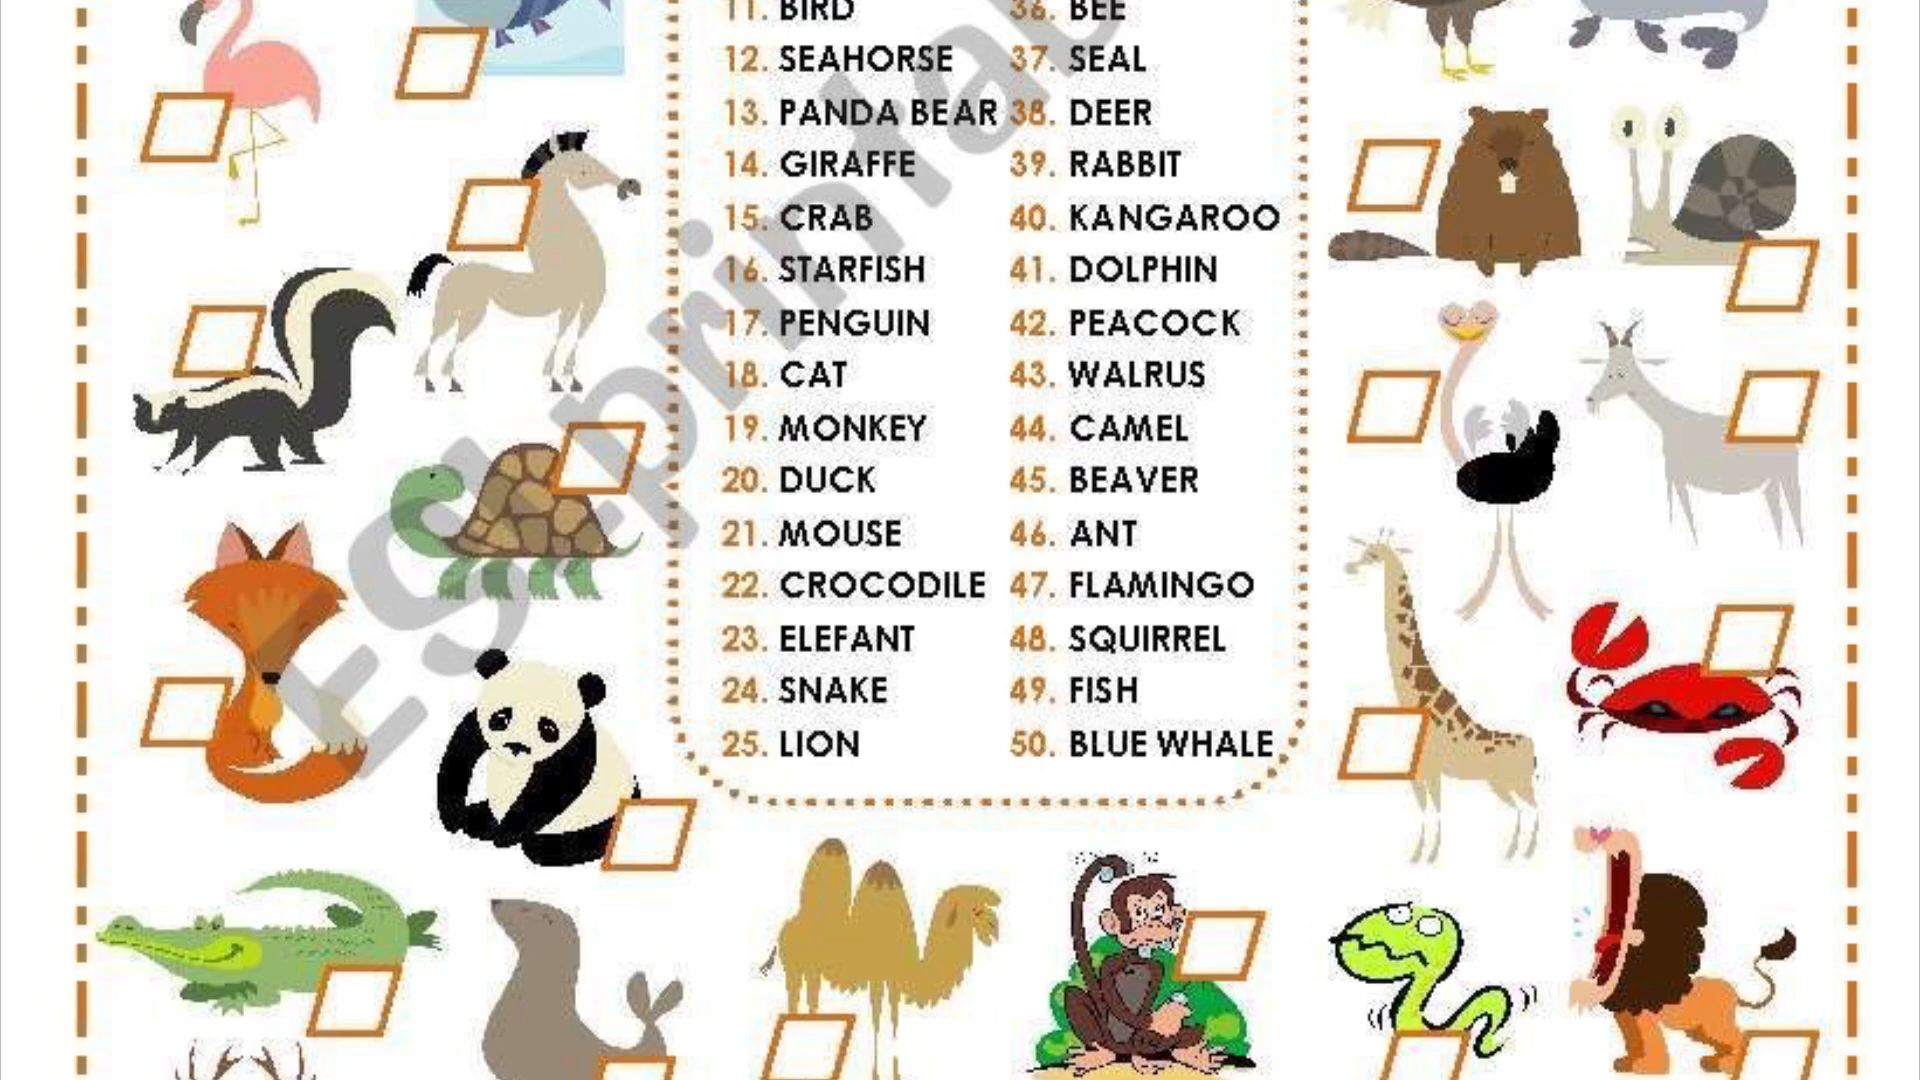 11. BIRD
12. SEAHORSE
13. PANDA BEAR
14. GIRAFFE
15. CRAB
16. STARFISH
17. PENGUIN
18. CAT
19. MONKEY
20. DUCK
21. MOUSE
22. CROCODILE
23. ELEFANT
24. SNAKE
25. LION
36. BEE
37. SEAL
38. DEER
39. RABBIT
40. KANGAROO
41. DOLPHIN
42. PEACOCK
43. WALRUS
44. CAMEL
45. BEAVER
46. ANT
47. FLAMINGO
48. SQUIRREL
49. FISH
50. BLUE WHALE